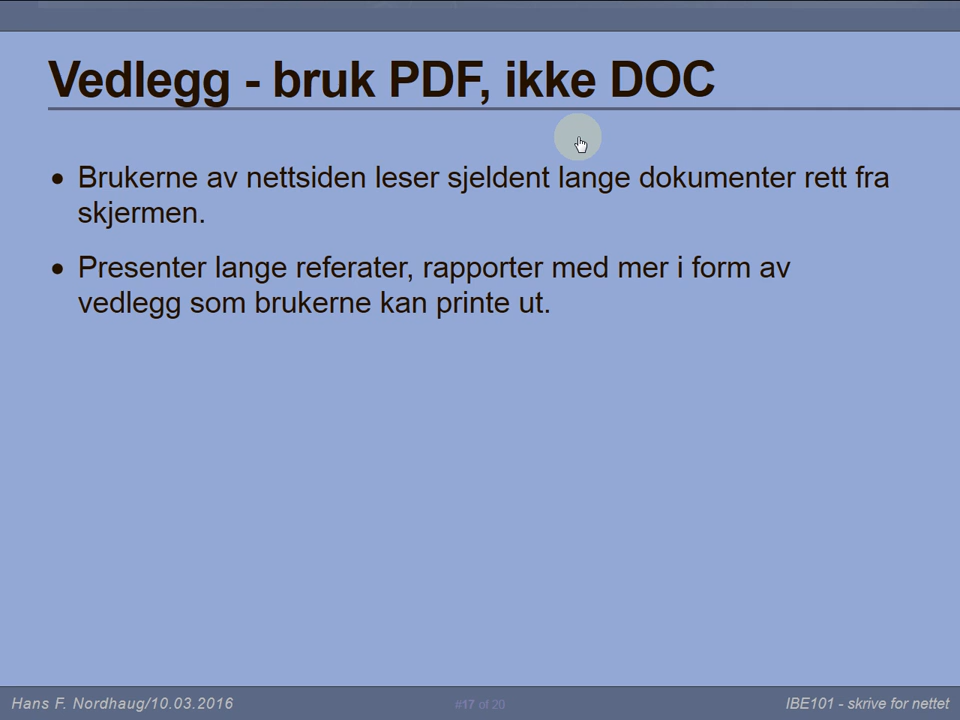 Vedlegg - bruk PDF, ikke DOC
• Brukerne av nettsiden leser sjeldent lange dokumenter rett fra
skjermen.
• Presenter lange referater, rapporter med mer i form av
vedlegg som brukerne kan printe ut.
Hans F. Nordhaug/10.03.2016
#17 of 20
IBE101 - skrive for nettet